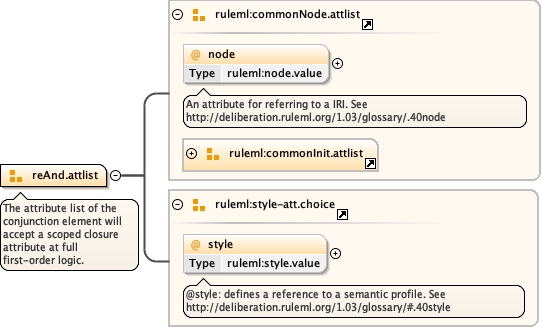 ruleml:commonNode.attlist
@ node
Type ruleml:node.value
An attribute for referring to a IRI. See
http://deliberation.ruleml.org/1.03/glossary/.40node
ruleml:commonInit.attlist
reAnd.attlist
The attribute list of the
conjunction element will
accept a scoped closure
attribute at full
first-order logic.
ruleml:style-att.choice
@ style
Type ruleml:style.value
@style: defines a reference to a semantic profile. See
http://deliberation.ruleml.org/1.03/glossary/#.40style